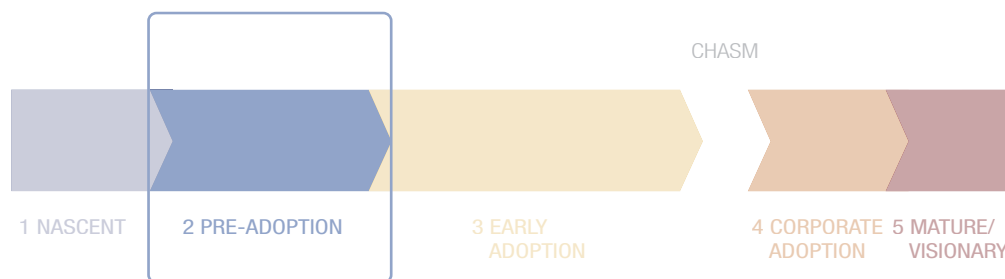 CHASM
1 NASCENT
2 PRE-ADOPTION
3 EARLY
ADOPTION
4 CORPORATE
ADOPTION
5 MATURE/
VISIONARY